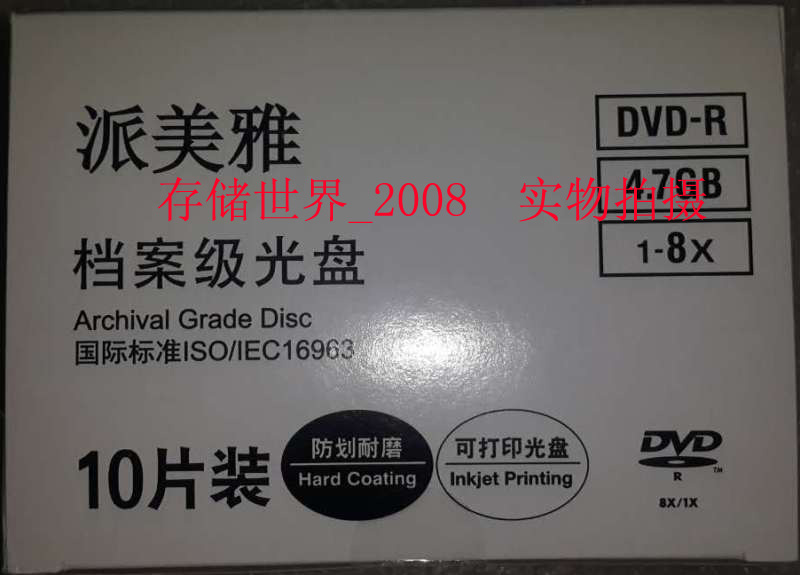 派美雅
DVD-R
4.7GB
存储世界_2008 实物拍摄
1-8X
档案级光盘
Archival Grade Disc
国际标准ISO/IEC16963
10片装
防划耐磨
Hard Coating
可打印光盘
Inkjet Printing
DVD
R
TM
8X/1X